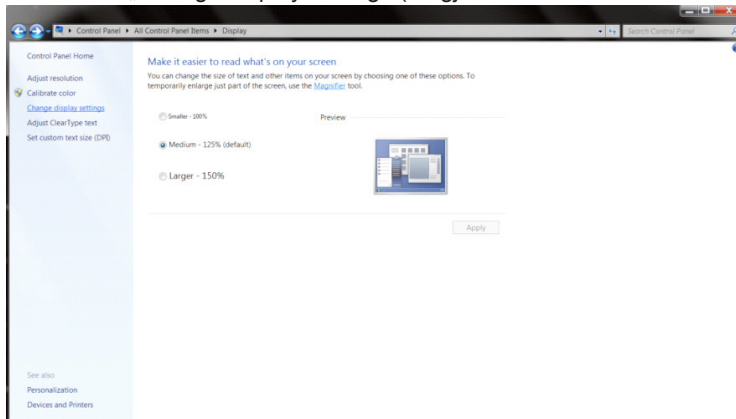 Control Panel ▸ All Control Panel Items ▸ Display
Search Control Panel
Control Panel Home
Adjust resolution
Calibrate color
Change display settings
Adjust ClearType text
Set custom text size (DPI)
Make it easier to read what's on your screen
You can change the size of text and other items on your screen by choosing one of these options. To
temporarily enlarge just part of the screen, use the Magnifier tool.
Smaller - 100%
Preview
Medium - 125% (default)
Larger - 150%
Apply
See also
Personalization
Devices and Printers